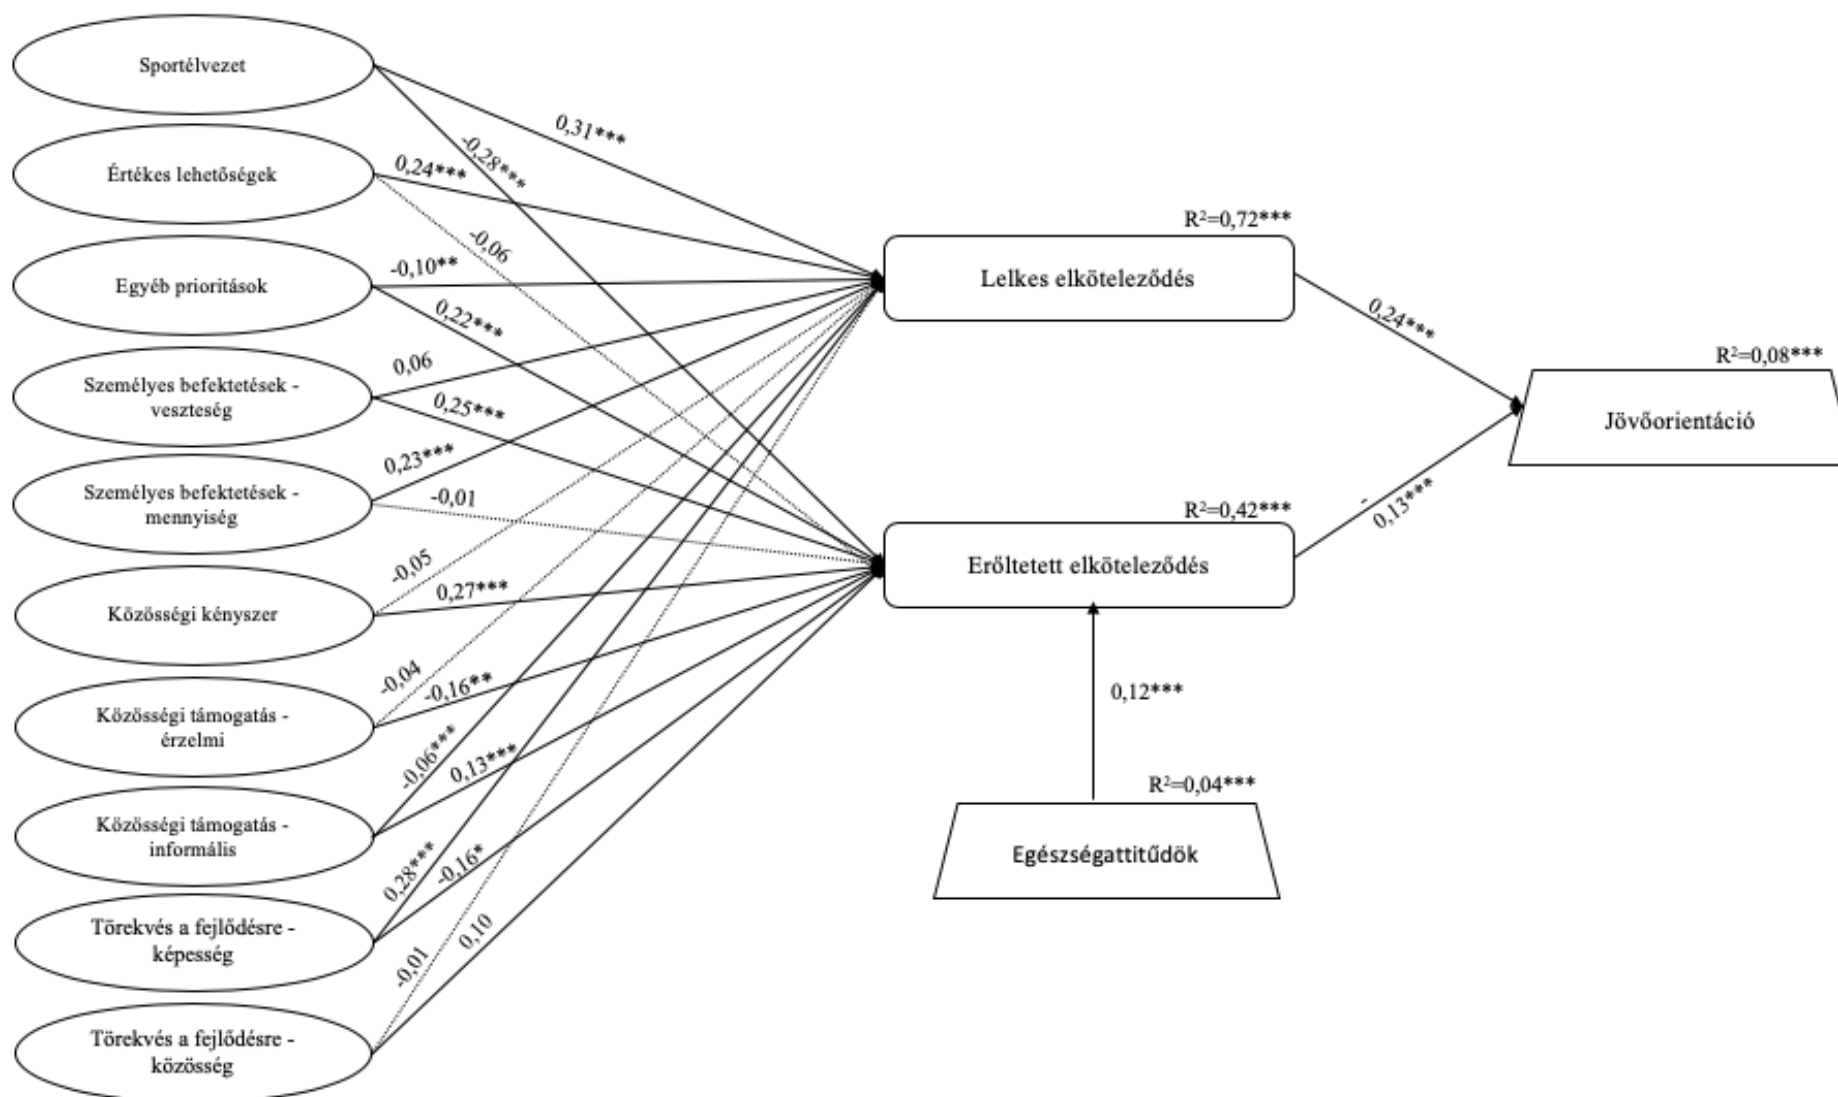 Sportélvezet
0,31***
-0,28***
Értékes lehetőségek
0,24***
-0,06
R²=0,72***
Lelkes elköteleződés
Egyéb prioritások
-0,10**
0,22***
0,24***
R²=0,08***
Jövőorientáció
Személyes befektetések -
veszteség
0,06
0,25***
Személyes befektetések -
mennyiség
0,23***
-0,01
R²=0,42***
Erőltetett elköteleződés
-
0,13***
Közösségi kényszer
-0,05
0,27***
Közösségi támogatás -
érzelmi
-0,04
-0,16**
0,12***
Közösségi támogatás -
informális
-0,06***
0,13***
R²=0,04***
Egészségattitűdök
Törekvés a fejlődésre -
képesség
0,28***
-0,16*
Törekvés a fejlődésre -
közösség
-0,01
0,10